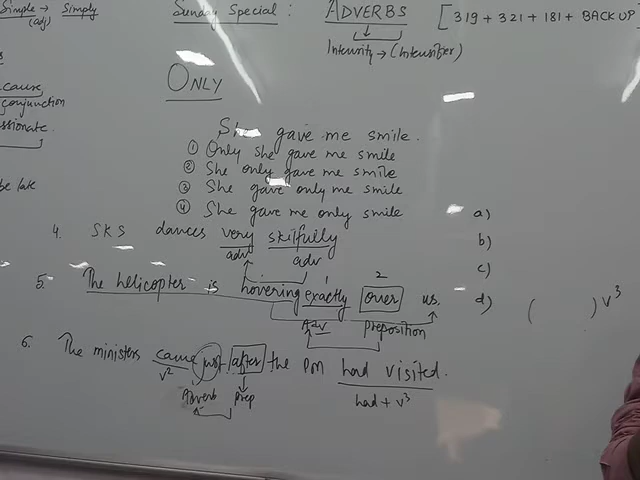 Simple → Simply
(adj)
Sunday Special :
ADVERBS
[ 319 + 321 + 181 + BACK UP
Intensity → (Intensifier)
cause
conjunction
ssionate.
be late
ONLY
She gave me smile.
① Only she gave me smile
② She only gave me smile
③ She gave only me smile
④ She gave me only smile
a)
b)
c)
d) ( ) V³
4. SKS dances very skilfully
adv adv
5. The helicopter is hovering exactly over us.
1 2
Adv preposition
6. The ministers came just after the PM had visited.
V² Adverb prep had + V³